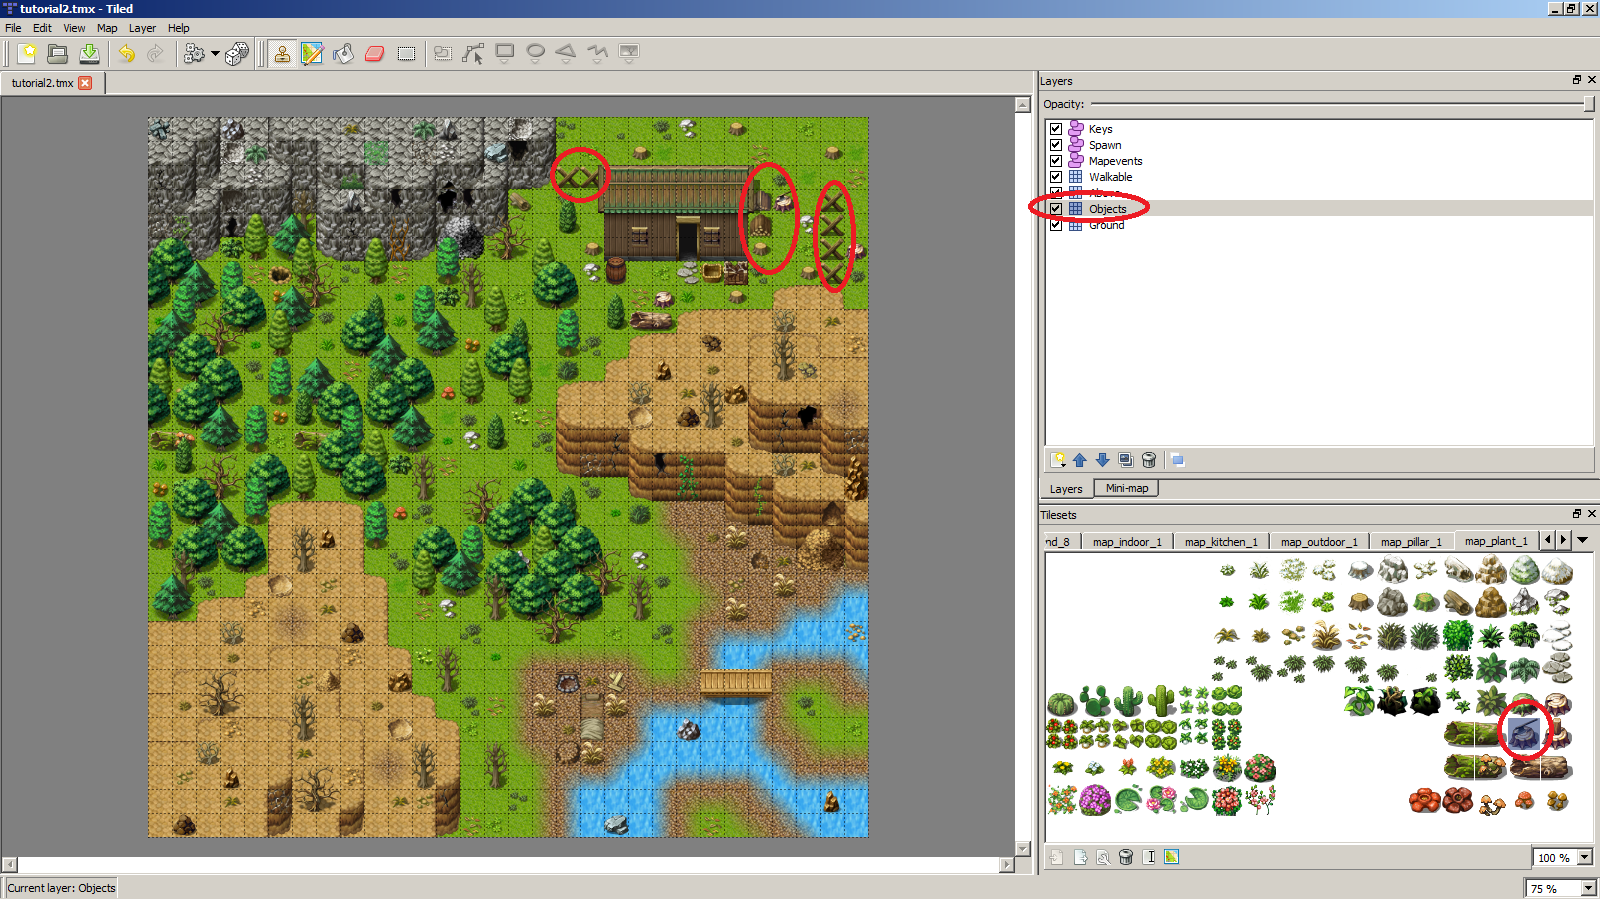 tutorial2.tmx - Tiled
File Edit View Map Layer Help
tutorial2.tmx
Layers
Opacity:
Keys
Spawn
Mapevents
Walkable
Objects
Ground
Layers Mini-map
Tilesets
nd_8 map_indoor_1 map_kitchen_1 map_outdoor_1 map_pillar_1 map_plant_1
100 %
Current layer: Objects
75 %